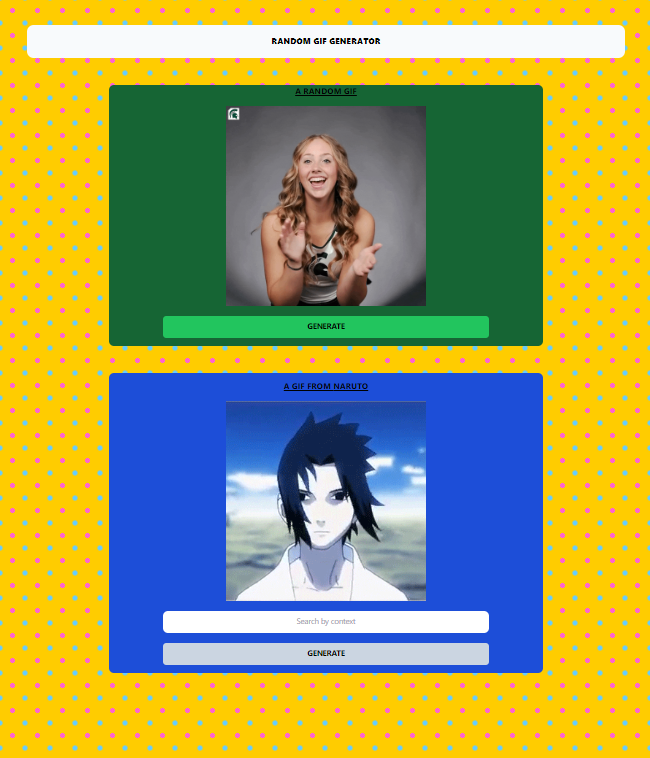 RANDOM GIF GENERATOR
A RANDOM GIF
GENERATE
A GIF FROM NARUTO
Search by context
GENERATE